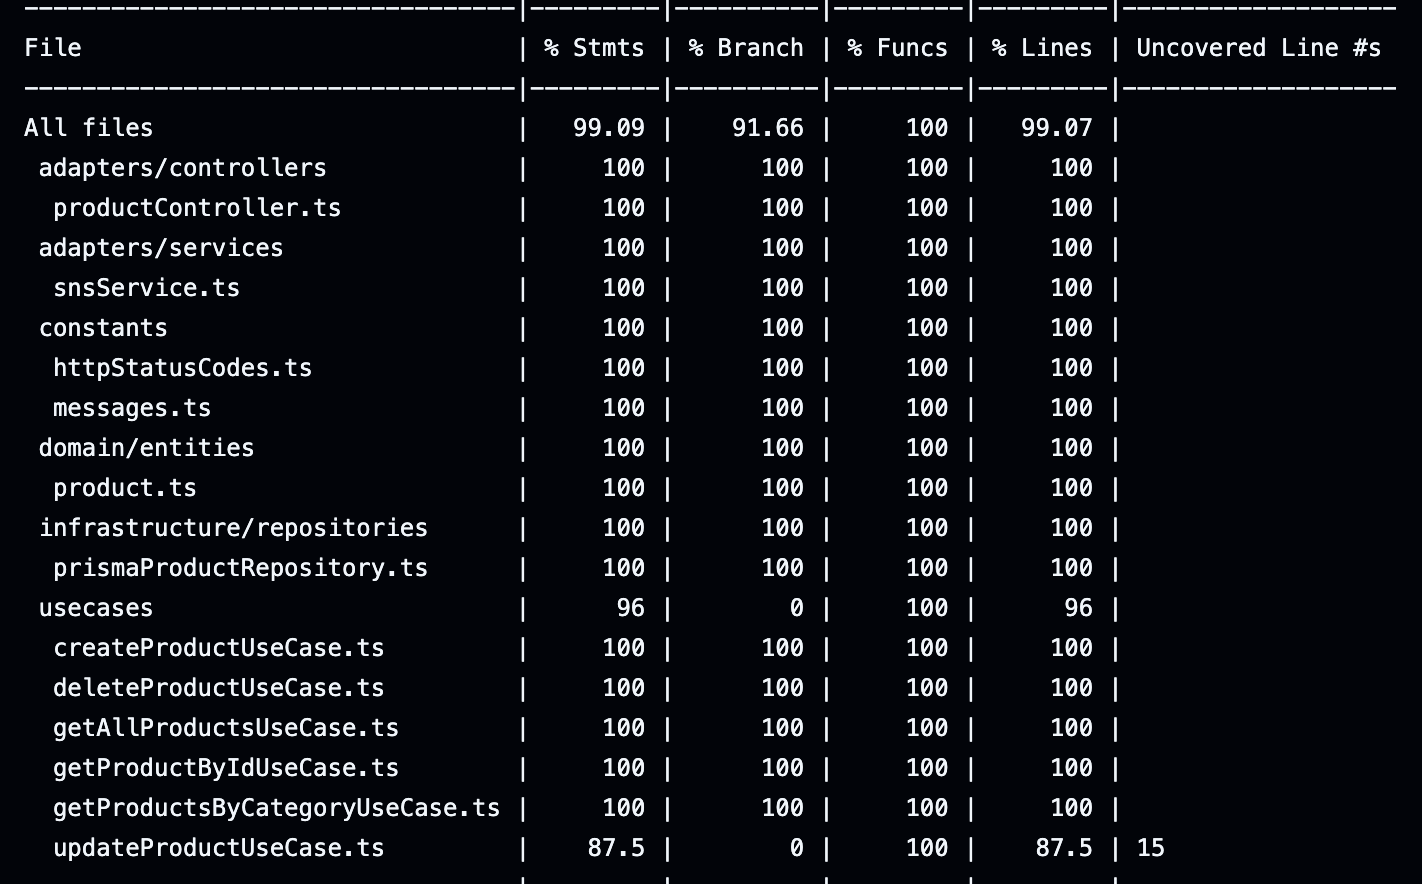 ----------------------------------|---------|----------|---------|---------|-------------------
File                              | % Stmts | % Branch | % Funcs | % Lines | Uncovered Line #s
----------------------------------|---------|----------|---------|---------|-------------------
All files                         |   99.09 |    91.66 |     100 |   99.07 |
 adapters/controllers             |     100 |      100 |     100 |     100 |
  productController.ts            |     100 |      100 |     100 |     100 |
 adapters/services                |     100 |      100 |     100 |     100 |
  snsService.ts                   |     100 |      100 |     100 |     100 |
 constants                        |     100 |      100 |     100 |     100 |
  httpStatusCodes.ts              |     100 |      100 |     100 |     100 |
  messages.ts                     |     100 |      100 |     100 |     100 |
 domain/entities                  |     100 |      100 |     100 |     100 |
  product.ts                      |     100 |      100 |     100 |     100 |
 infrastructure/repositories      |     100 |      100 |     100 |     100 |
  prismaProductRepository.ts      |     100 |      100 |     100 |     100 |
 usecases                         |      96 |        0 |     100 |      96 |
  createProductUseCase.ts         |     100 |      100 |     100 |     100 |
  deleteProductUseCase.ts         |     100 |      100 |     100 |     100 |
  getAllProductsUseCase.ts        |     100 |      100 |     100 |     100 |
  getProductByIdUseCase.ts        |     100 |      100 |     100 |     100 |
  getProductsByCategoryUseCase.ts |     100 |      100 |     100 |     100 |
  updateProductUseCase.ts         |    87.5 |        0 |     100 |    87.5 | 15